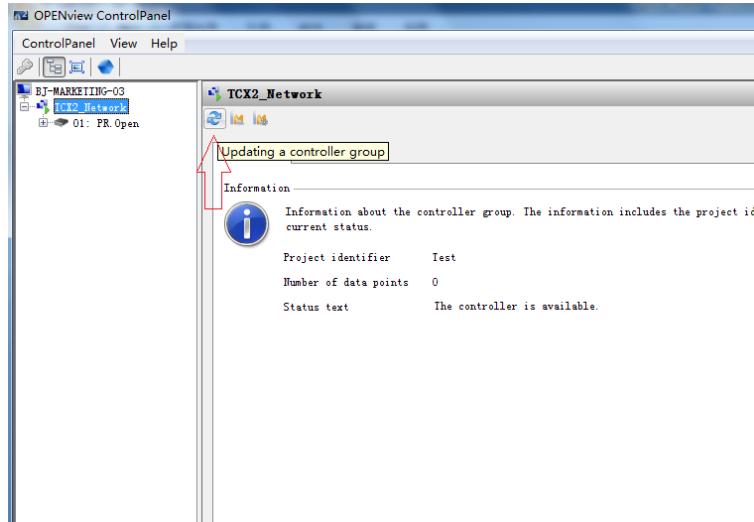 OPENview ControlPanel
ControlPanel View Help
BJ-MARKETING-03
TCX2_Network
01: PR.Open
TCX2_Network
Updating a controller group
Information
Information about the controller group. The information includes the project id
current status.
Project identifier Test
Number of data points 0
Status text The controller is available.